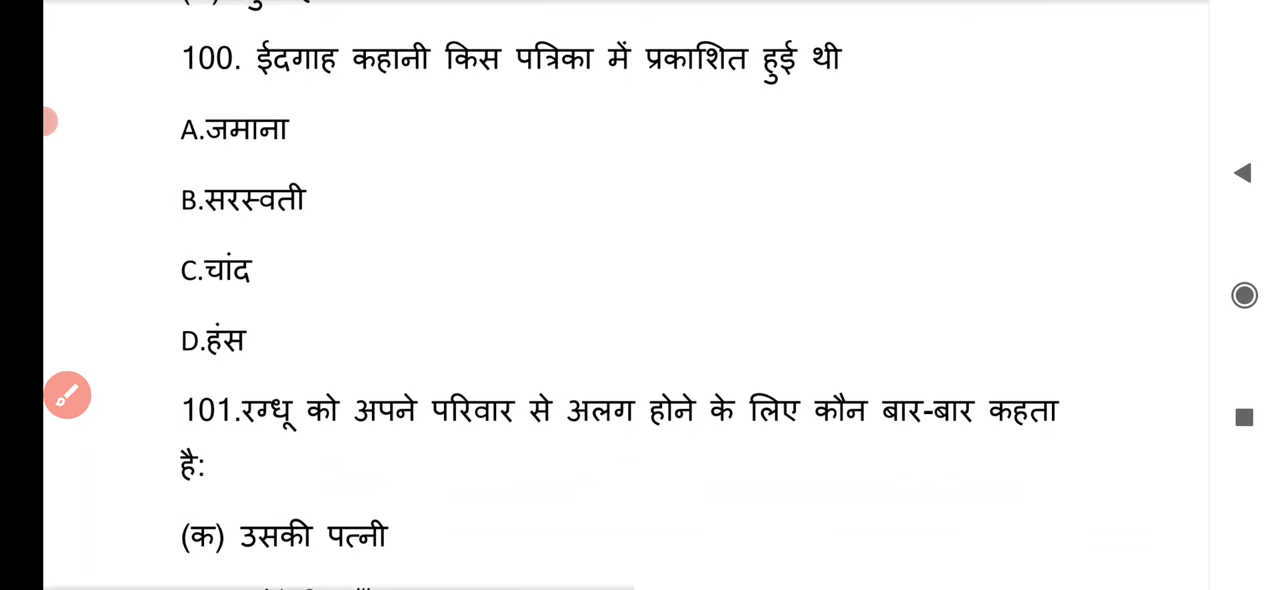 100. ईदगाह कहानी किस पत्रिका में प्रकाशित हुई थी
A.जमाना
B.सरस्वती
C.चांद
D.हंस
101.रग्धू को अपने परिवार से अलग होने के लिए कौन बार-बार कहता
है:
(क) उसकी पत्नी